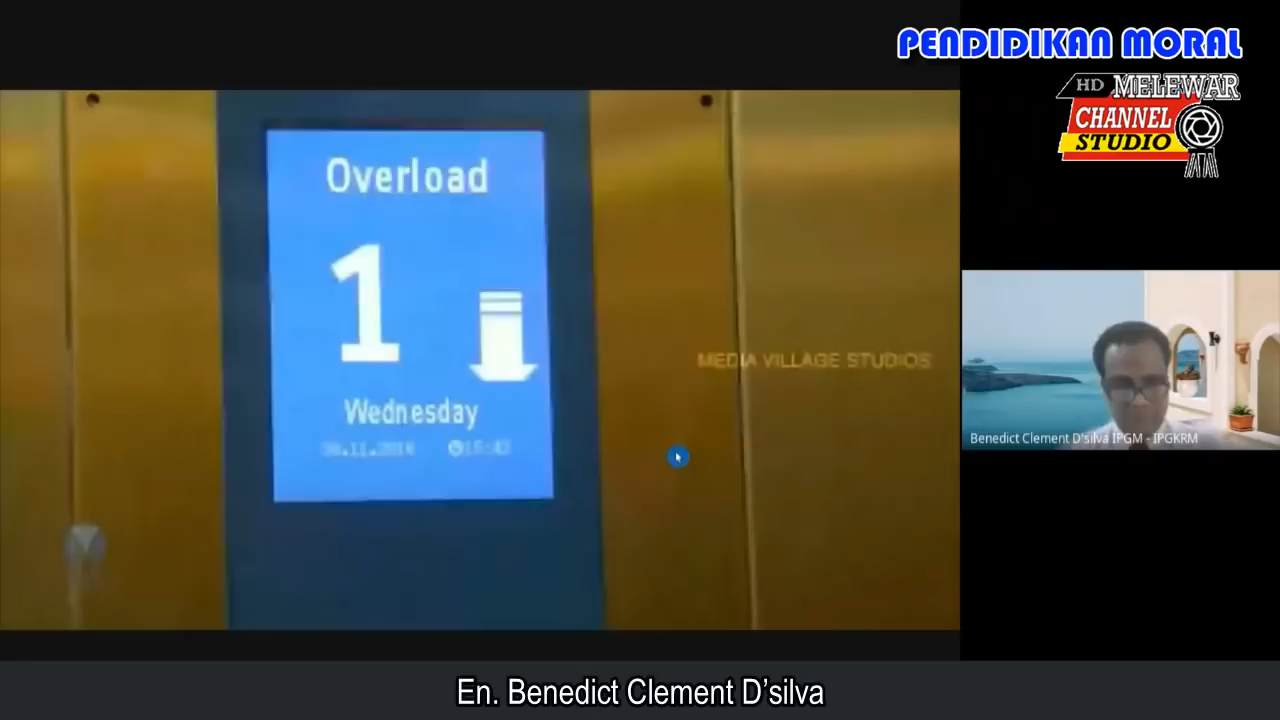 PENDIDIKAN MORAL
HD MELEWAR
CHANNEL
STUDIO
Overload
1
Wednesday
MEDIA VILLAGE STUDIOS
Benedict Clement D'silva IPGM - IPGKRM
En. Benedict Clement D'silva